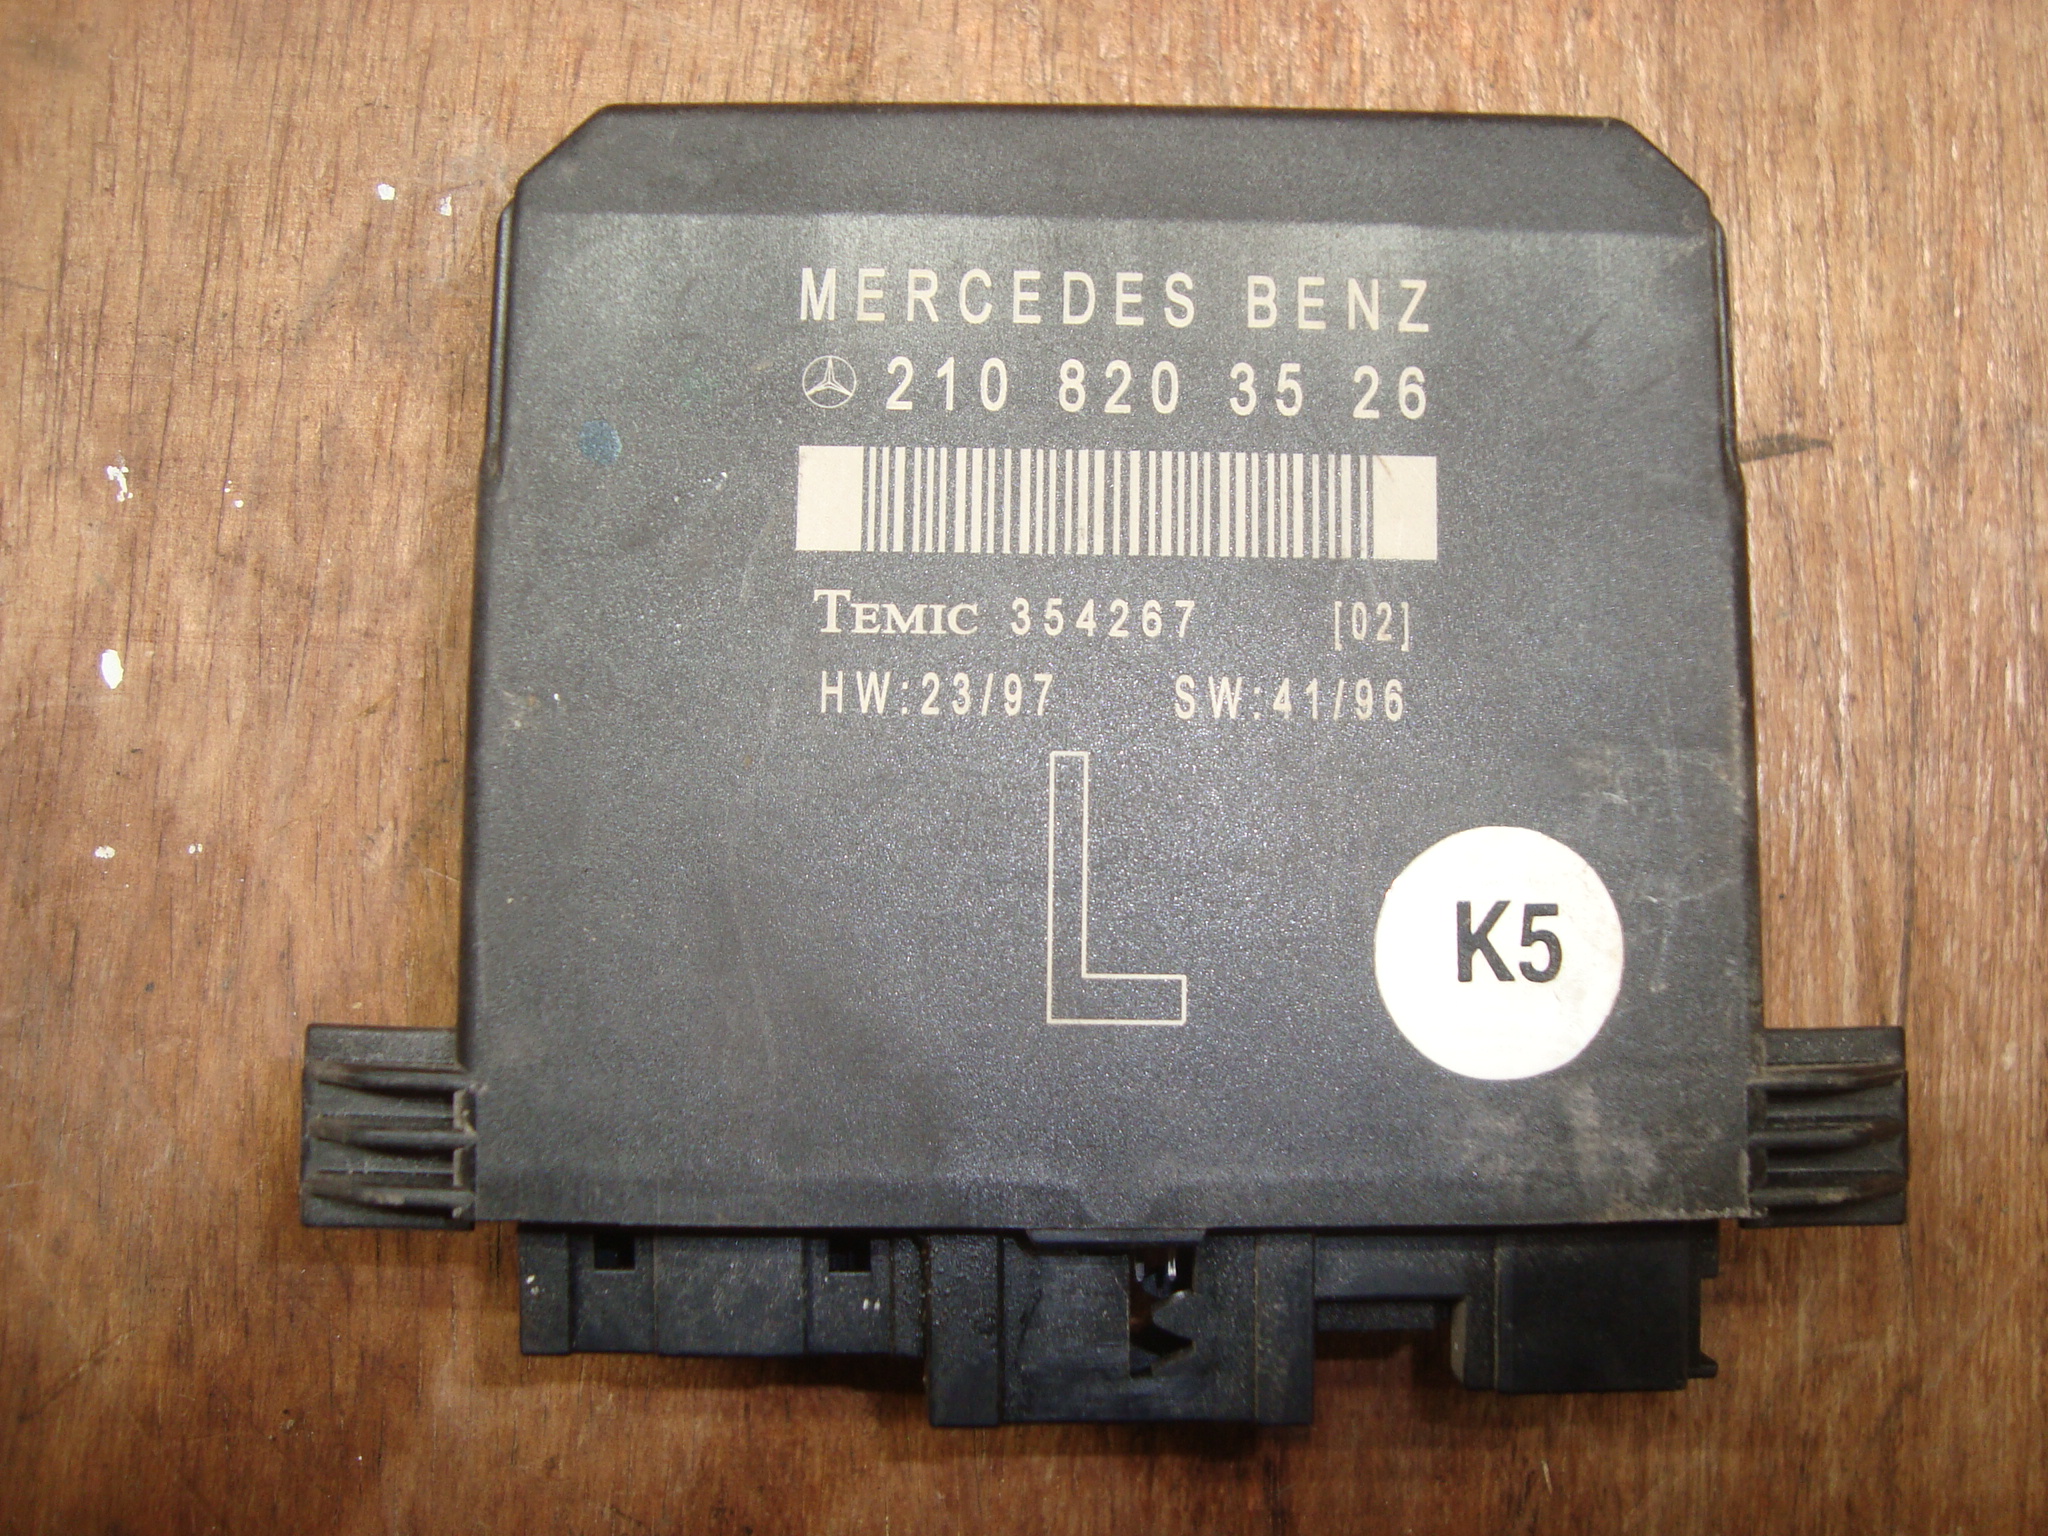 MERCEDES BENZ
210 820 35 26
TEMIC 354267 [02]
HW:23/97 SW:41/96
L
K5